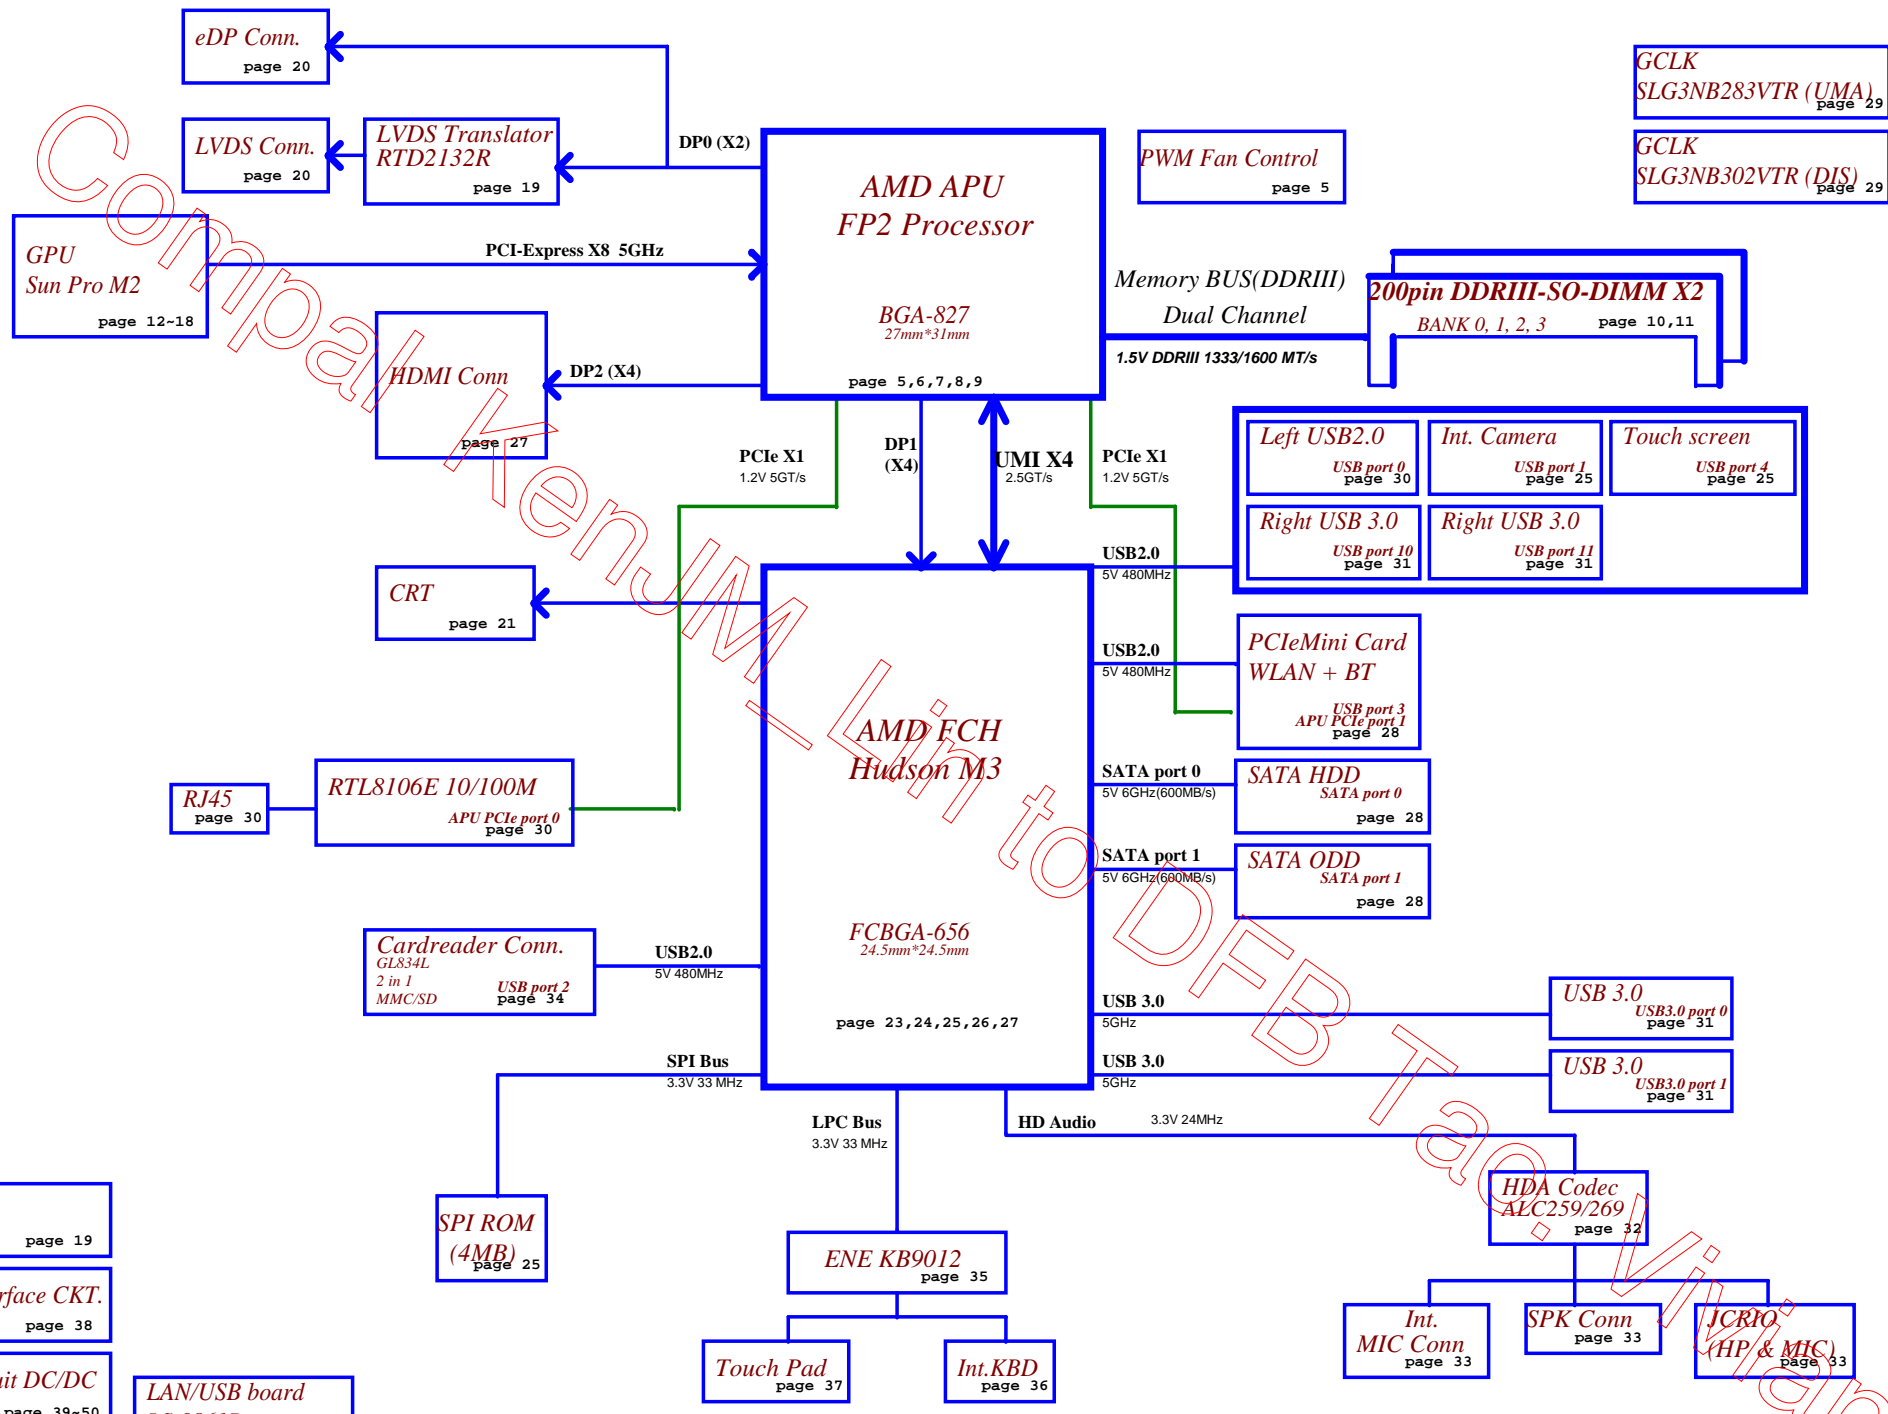 eDP Conn.
page 20
LVDS Conn.
page 20
LVDS Translator
RTD2132R
page 19
DP0 (X2)
AMD APU
FP2 Processor
BGA-827
27mm*31mm
page 5,6,7,8,9
PWM Fan Control
page 5
GCLK
SLG3NB283VTR (UMA)
page 29
GCLK
SLG3NB302VTR (DIS)
page 29
GPU
Sun Pro M2
page 12~18
PCI-Express X8 5GHz
Memory BUS(DDRIII)
Dual Channel
1.5V DDRIII 1333/1600 MT/s
200pin DDRIII-SO-DIMM X2
BANK 0, 1, 2, 3
page 10,11
HDMI Conn
page 27
DP2 (X4)
PCIe X1
1.2V 5GT/s
DP1
(X4)
UMI X4
2.5GT/s
PCIe X1
1.2V 5GT/s
Left USB2.0
USB port 0
page 30
Int. Camera
USB port 1
page 25
Touch screen
USB port 4
page 25
Right USB 3.0
USB port 10
page 31
Right USB 3.0
USB port 11
page 31
USB2.0
5V 480MHz
CRT
page 21
USB2.0
5V 480MHz
PCIeMini Card
WLAN + BT
USB port 3
APU PCIe port 1
page 28
AMD FCH
Hudson M3
FCBGA-656
24.5mm*24.5mm
page 23,24,25,26,27
SATA port 0
5V 6GHz(600MB/s)
SATA HDD
SATA port 0
page 28
SATA port 1
5V 6GHz(600MB/s)
SATA ODD
SATA port 1
page 28
RJ45
page 30
RTL8106E 10/100M
APU PCIe port 0
page 30
Cardreader Conn.
GL834L
2 in 1
MMC/SD
USB port 2
page 34
USB2.0
5V 480MHz
USB 3.0
5GHz
USB 3.0
USB3.0 port 0
page 31
USB 3.0
5GHz
USB 3.0
USB3.0 port 1
page 31
SPI Bus
3.3V 33 MHz
LPC Bus
3.3V 33 MHz
HD Audio
3.3V 24MHz
SPI ROM
(4MB)
page 25
ENE KB9012
page 35
Touch Pad
page 37
Int.KBD
page 36
HDA Codec
ALC259/269
page 32
Int.
MIC Conn
page 33
SPK Conn
page 33
JCRIO
(HP & MIC)
page 33
page 19
rface CKT.
page 38
uit DC/DC
page 39~50
LAN/USB board
Compal KenJM_Lin to DFB Tao. Vivian